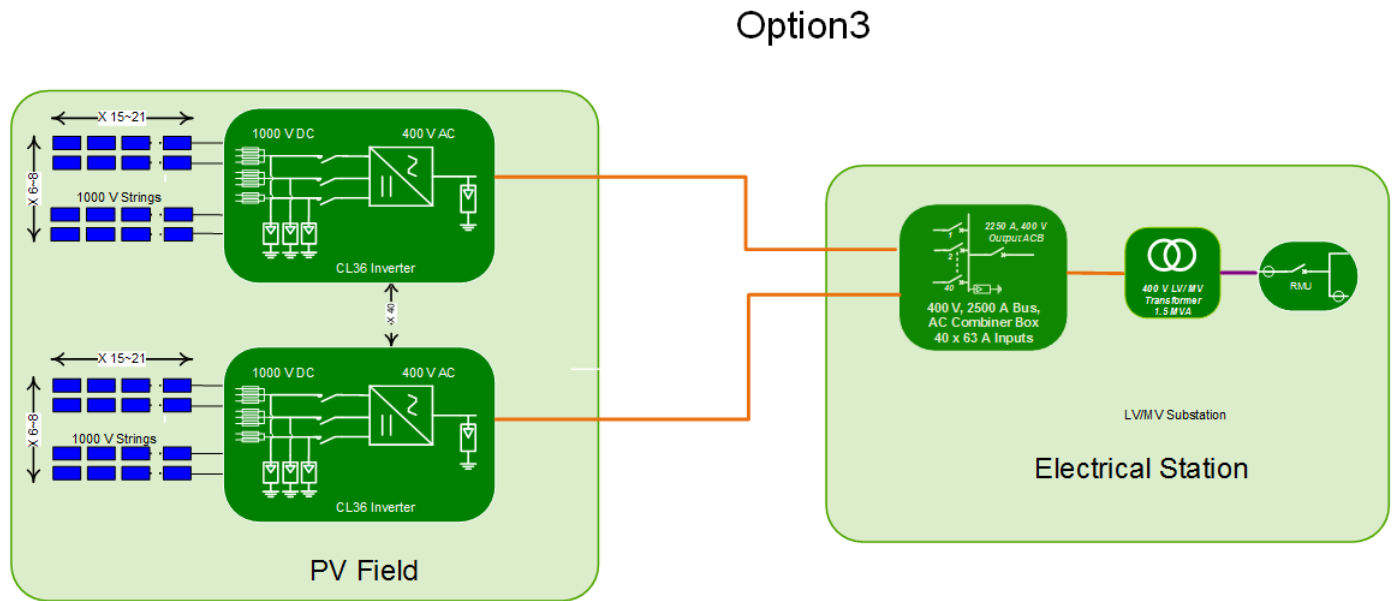 Option3
X 15~21
X 6~8
1000 V Strings
1000 V DC
400 V AC
CL36 Inverter
X 40
X 15~21
X 6~8
1000 V Strings
1000 V DC
400 V AC
CL36 Inverter
PV Field
1
2
40
2250 A, 400 V
Output ACB
400 V, 2500 A Bus,
AC Combiner Box
40 x 63 A Inputs
400 V LV/MV
Transformer
1.5 MVA
RMU
LV/MV Substation
Electrical Station